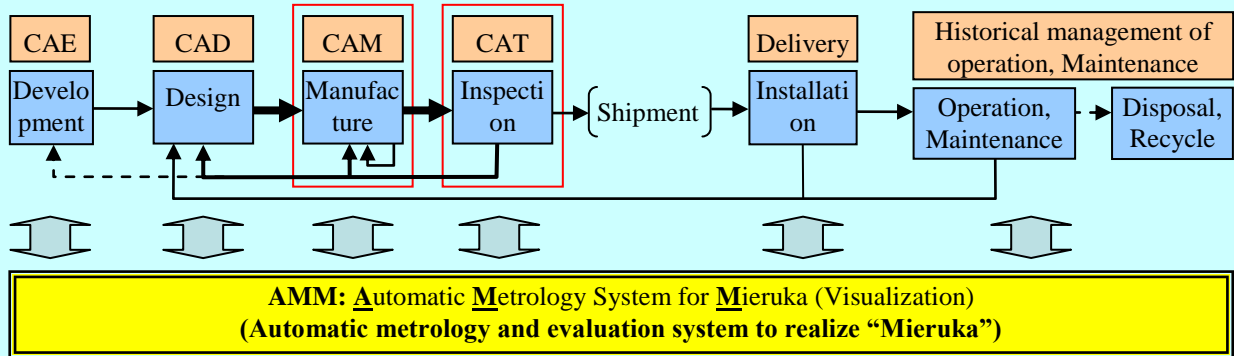 CAE
CAD
CAM
CAT
Delivery
Historical management of
operation, Maintenance
Develo
pment
Design
Manufac
ture
Inspecti
on
Shipment
Installati
on
Operation,
Maintenance
Disposal,
Recycle
AMM: Automatic Metrology System for Mieruka (Visualization)
(Automatic metrology and evaluation system to realize “Mieruka”)